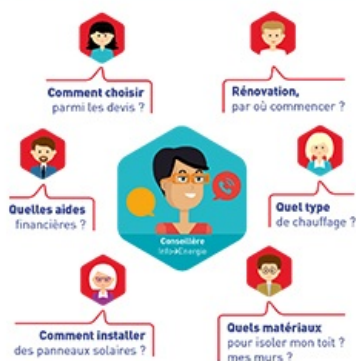 Comment choisir
parmi les devis ?
Rénovation,
par où commencer ?
Quelles aides
financières ?
Conseillère
Info→Energie
Quel type
de chauffage ?
Comment installer
des panneaux solaires ?
Quels matériaux
pour isoler mon toit ?
mes murs ?